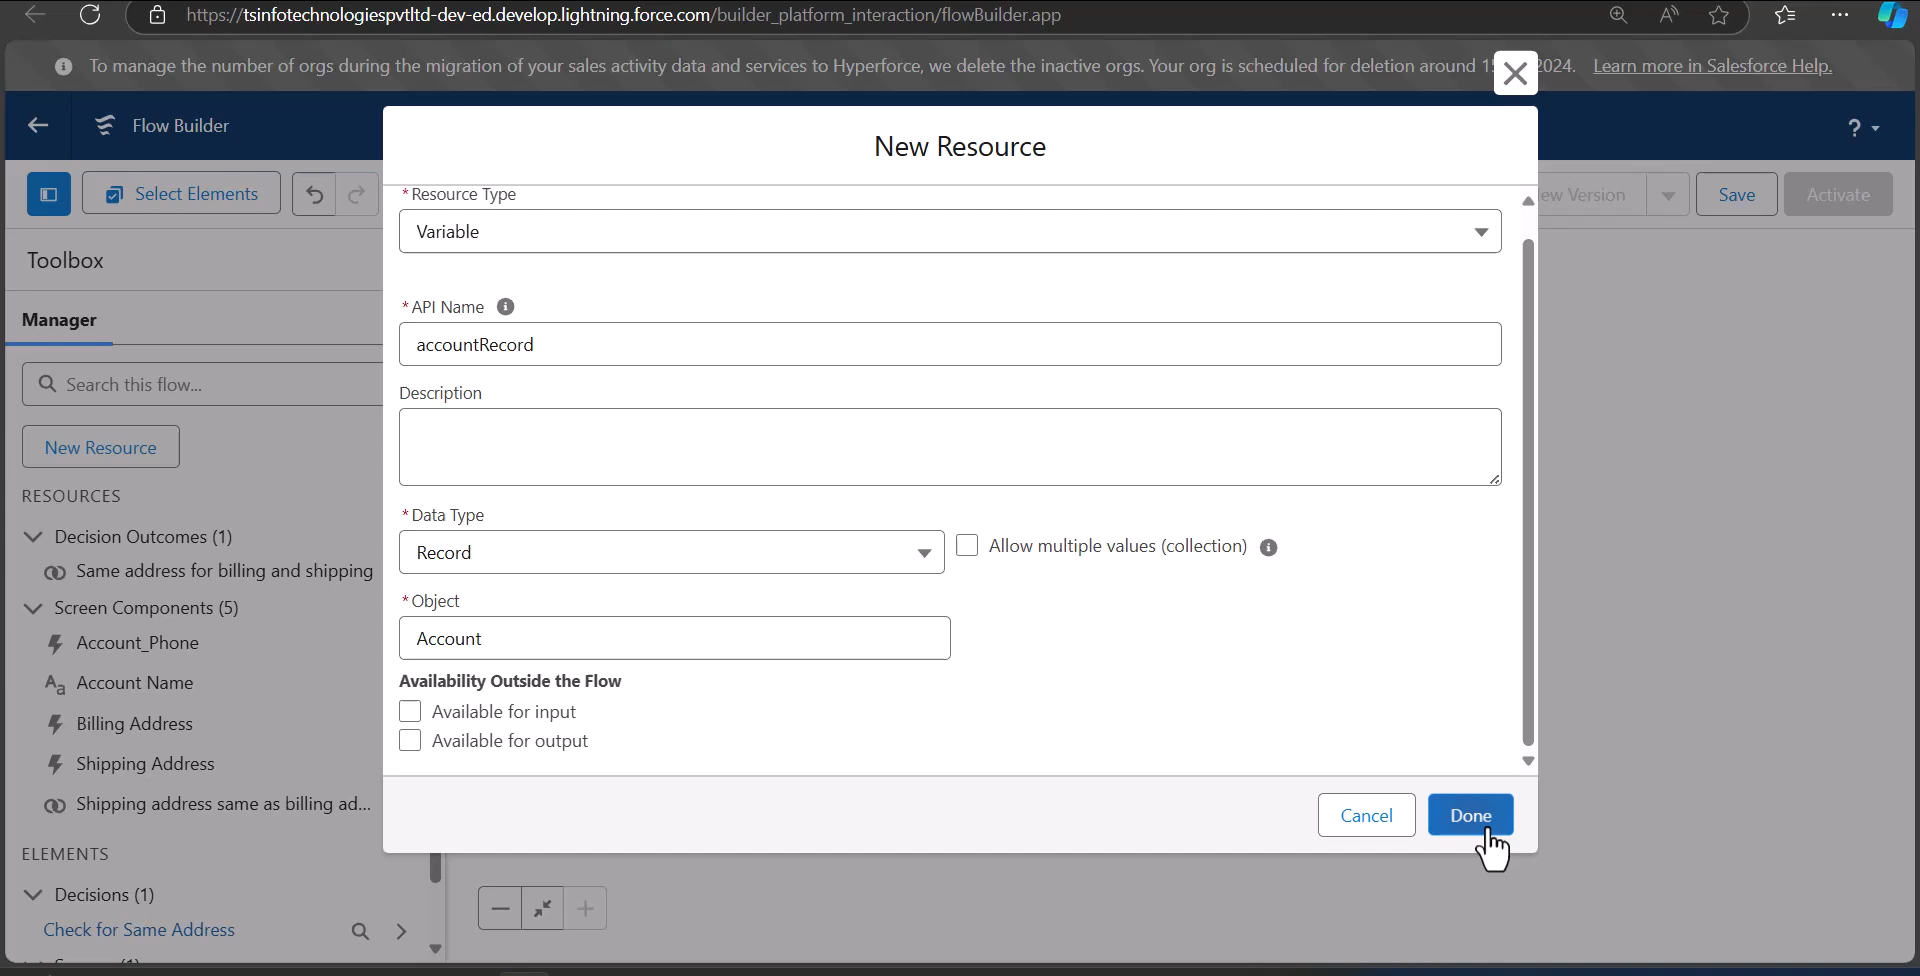 https://tsinfotechnologiespvtltd-dev-ed.develop.lightning.force.com/builder_platform_interaction/flowBuilder.app
To manage the number of orgs during the migration of your sales activity data and services to Hyperforce, we delete the inactive orgs. Your org is scheduled for deletion around 2024. Learn more in Salesforce Help.
Flow Builder
?
Select Elements
Version
Save
Activate
Toolbox
Manager
Search this flow...
New Resource
RESOURCES
Decision Outcomes (1)
Same address for billing and shipping
Screen Components (5)
Account_Phone
Aa Account Name
Billing Address
Shipping Address
Shipping address same as billing ad...
ELEMENTS
Decisions (1)
Check for Same Address
New Resource
* Resource Type
Variable
* API Name
accountRecord
Description
* Data Type
Record
Allow multiple values (collection)
* Object
Account
Availability Outside the Flow
Available for input
Available for output
Cancel
Done